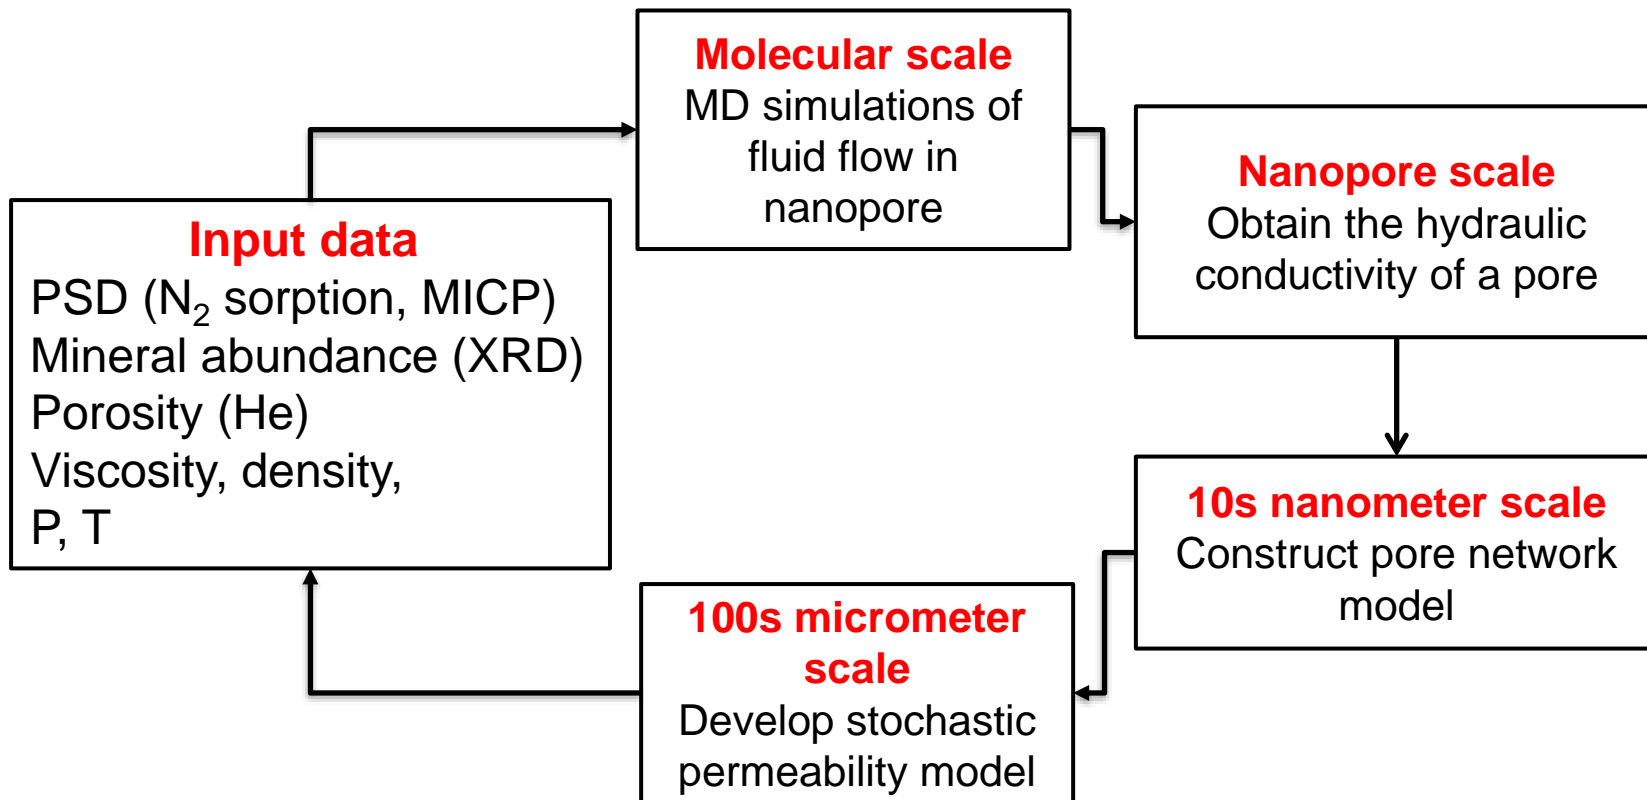 Molecular scale
MD simulations of
fluid flow in
nanopore
Nanopore scale
Obtain the hydraulic
conductivity of a pore
Input data
PSD (N₂ sorption, MICP)
Mineral abundance (XRD)
Porosity (He)
Viscosity, density,
P, T
10s nanometer scale
Construct pore network
model
100s micrometer
scale
Develop stochastic
permeability model